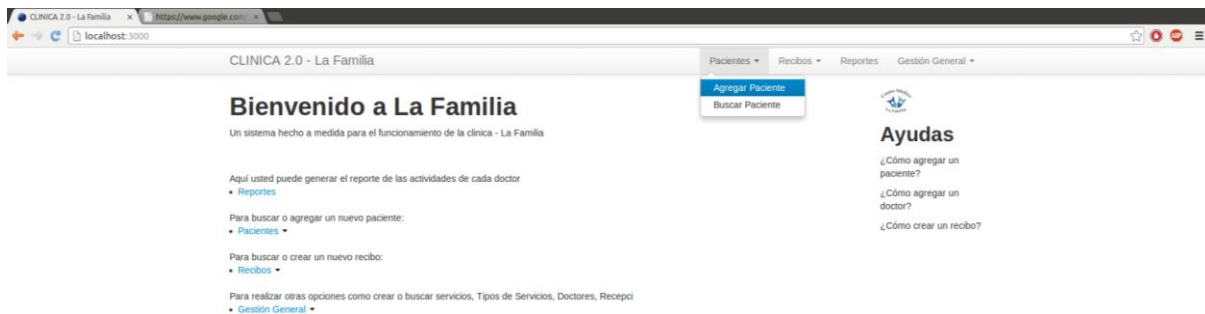 CLINICA 2.0 - La Familia
https://www.google.com
localhost:3000
CLINICA 2.0 - La Familia
Pacientes
Recibos
Reportes
Gestión General
Agregar Paciente
Buscar Paciente
Bienvenido a La Familia
Un sistema hecho a medida para el funcionamiento de la clinica - La Familia
Aquí usted puede generar el reporte de las actividades de cada doctor
• Reportes
Para buscar o agregar un nuevo paciente:
• Pacientes
Para buscar o crear un nuevo recibo:
• Recibos
Para realizar otras opciones como crear o buscar servicios, Tipos de Servicios, Doctores, Recepci
• Gestión General
Ayudas
¿Cómo agregar un
paciente?
¿Cómo agregar un
doctor?
¿Cómo crear un recibo?